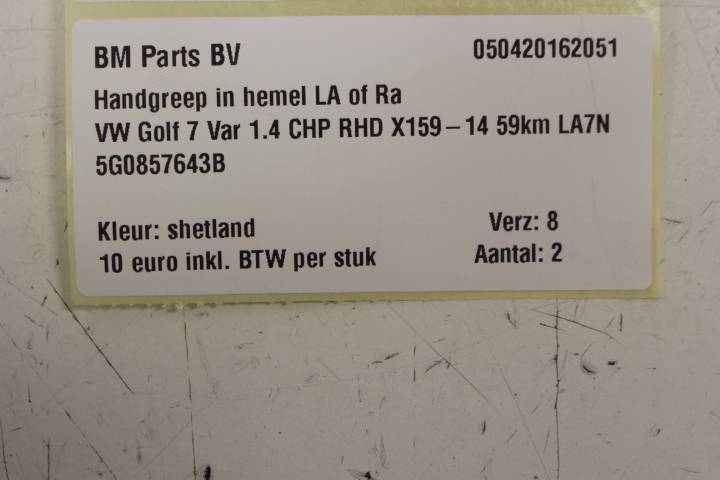 BM Parts BV 050420162051
Handgreep in hemel LA of Ra
VW Golf 7 Var 1.4 CHP RHD X159 – 14 59km LA7N
5G0857643B
Kleur: shetland Verz: 8
10 euro inkl. BTW per stuk Aantal: 2